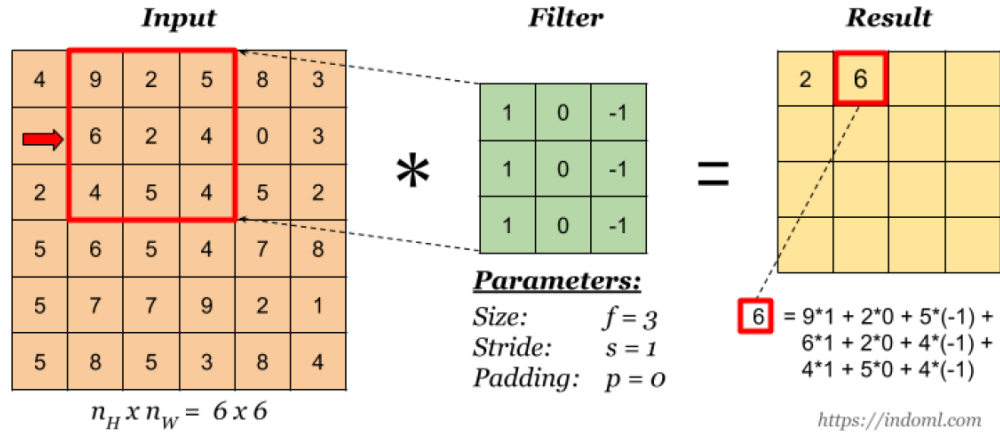 Input
Filter
Result
4 9 2 5 8 3
6 2 4 0 3
2 4 5 4 5 2
5 6 5 4 7 8
5 7 7 9 2 1
5 8 5 3 8 4
n_H x n_W = 6 x 6
*
1 0 -1
1 0 -1
1 0 -1
Parameters:
Size: f = 3
Stride: s = 1
Padding: p = 0
=
2 6
6 = 9*1 + 2*0 + 5*(-1) +
6*1 + 2*0 + 4*(-1) +
4*1 + 5*0 + 4*(-1)
https://indoml.com